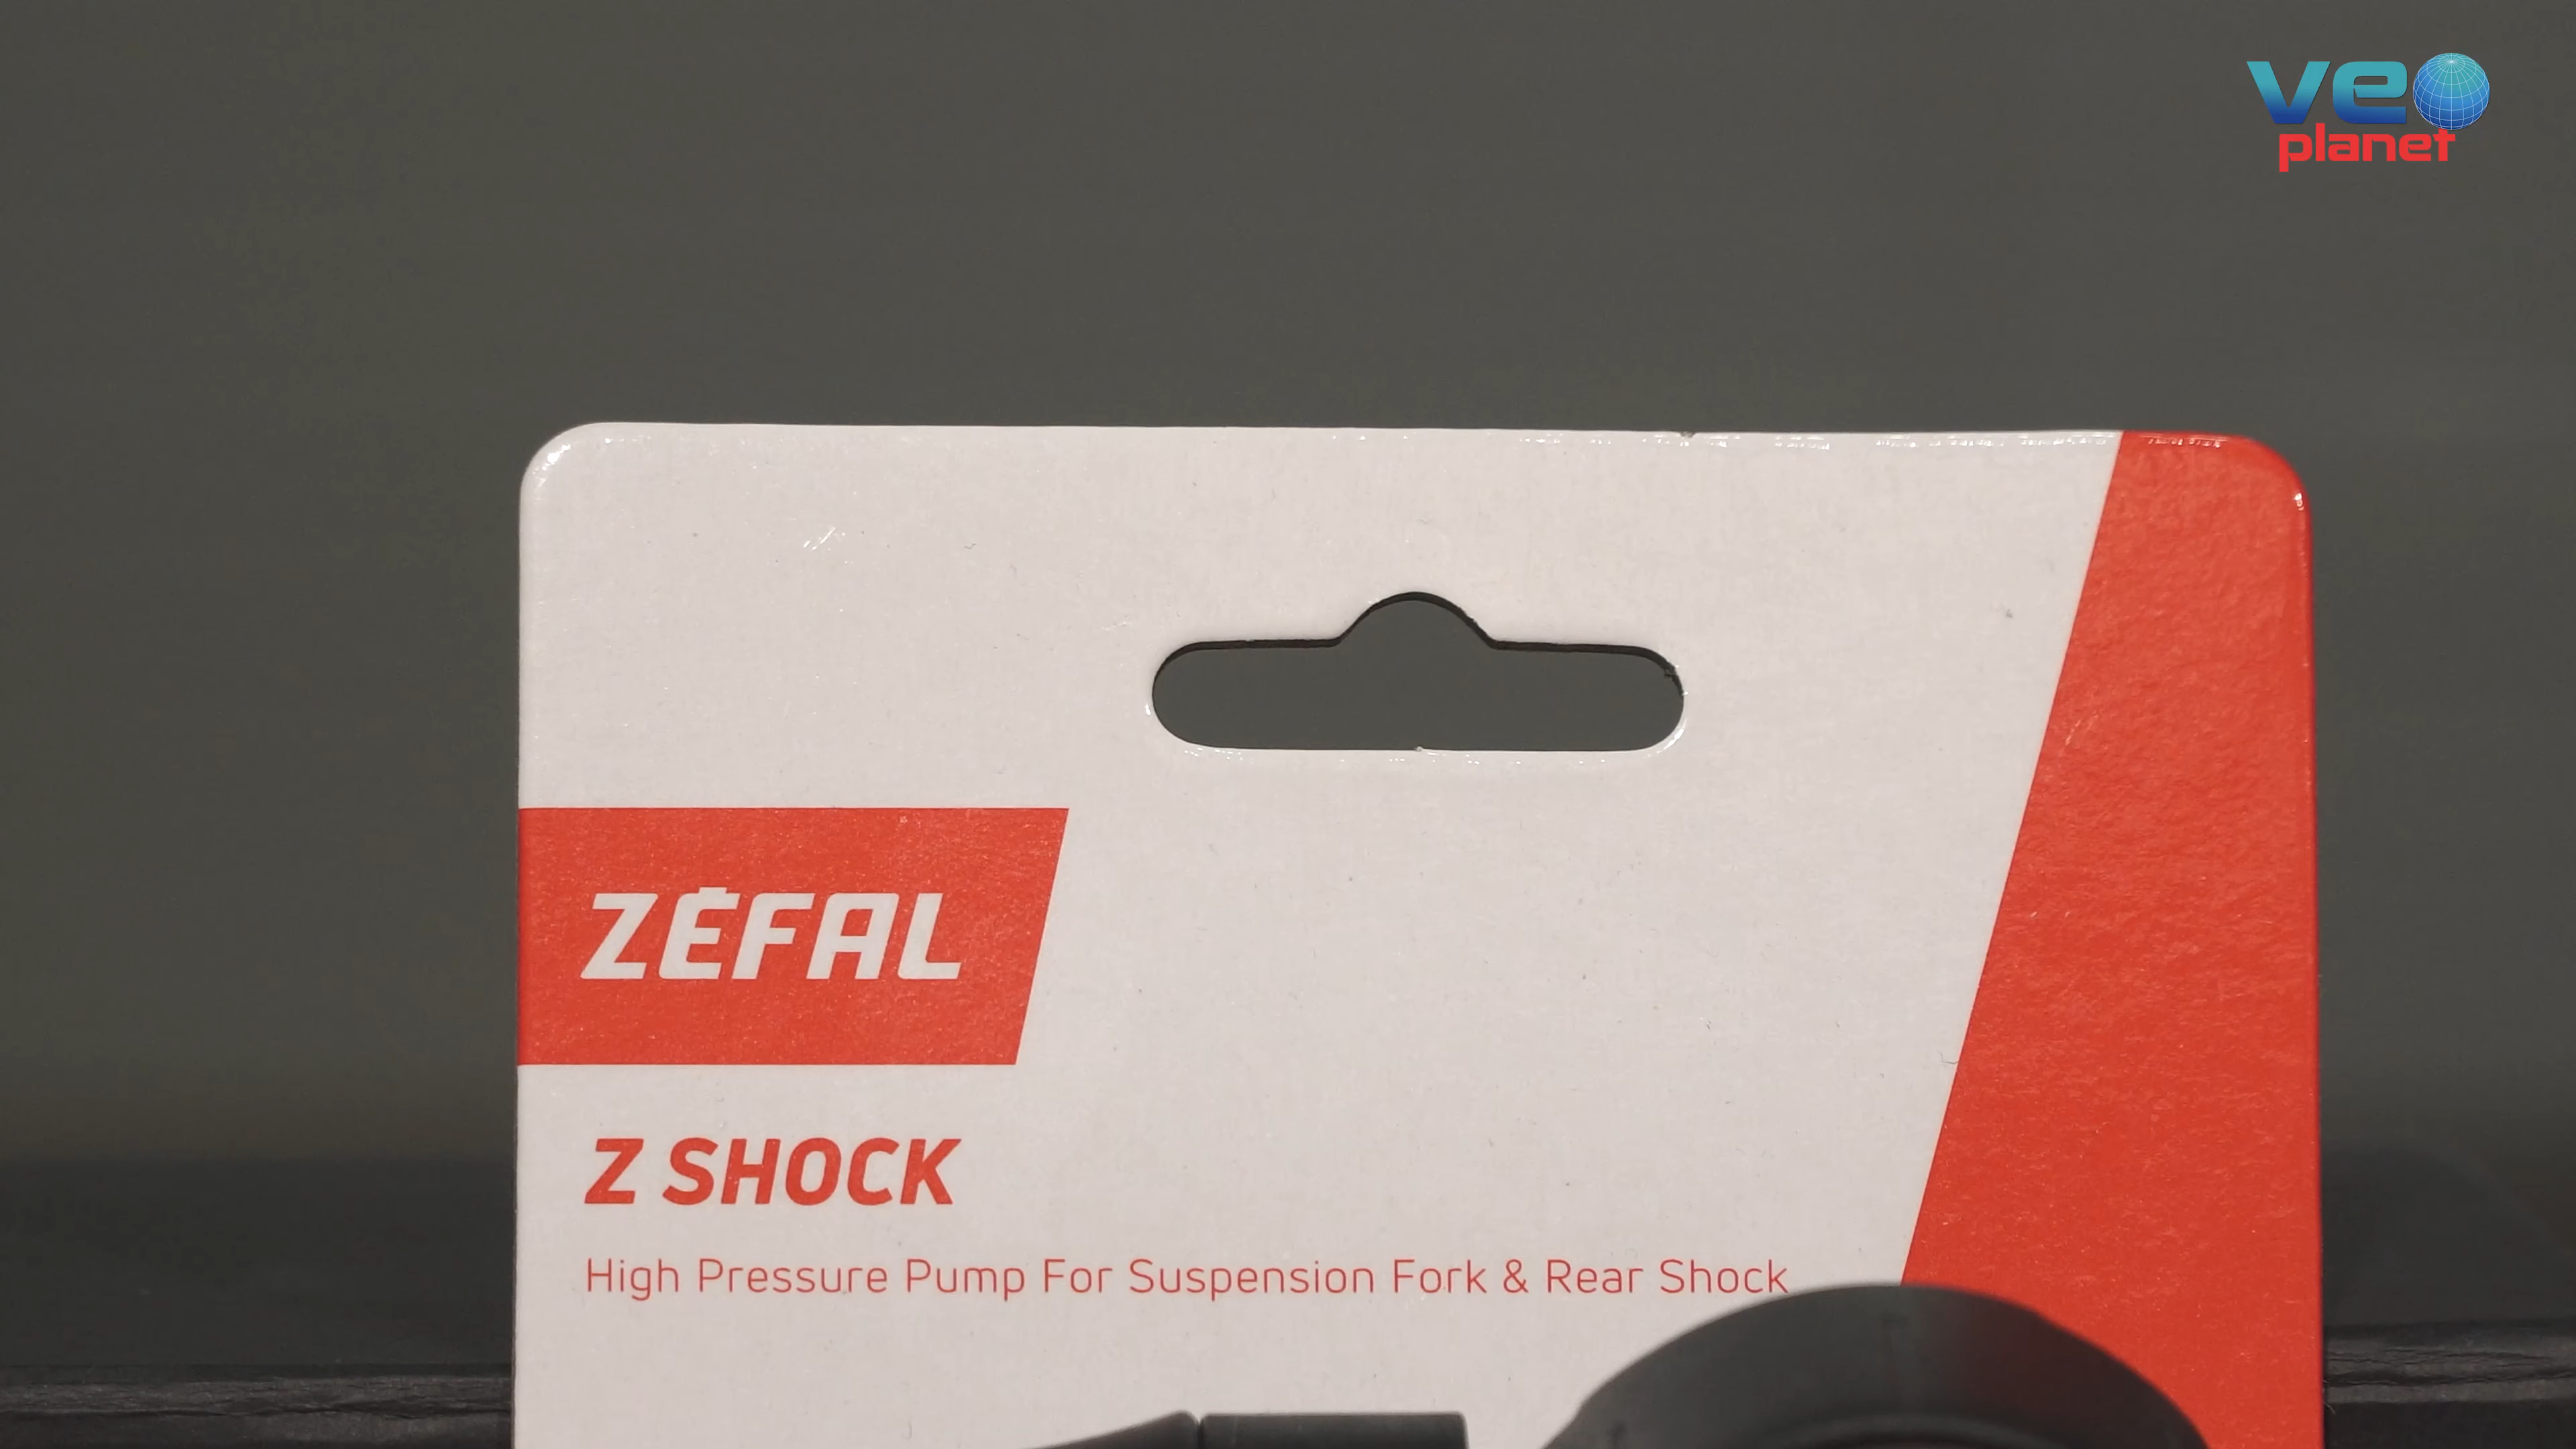 veo
planet
ZÉFAL
Z SHOCK
High Pressure Pump For Suspension Fork & Rear Shock